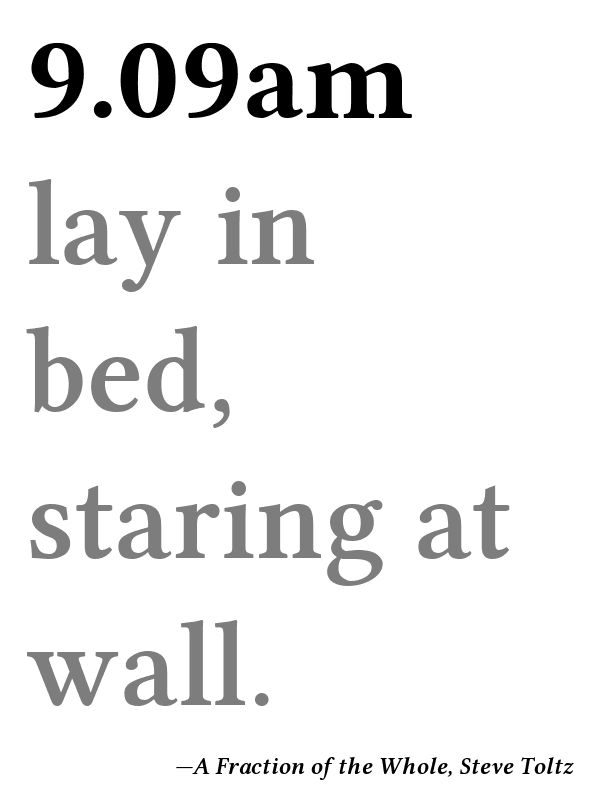 9.09am
lay in
bed,
staring at
wall.
—A Fraction of the Whole, Steve Toltz